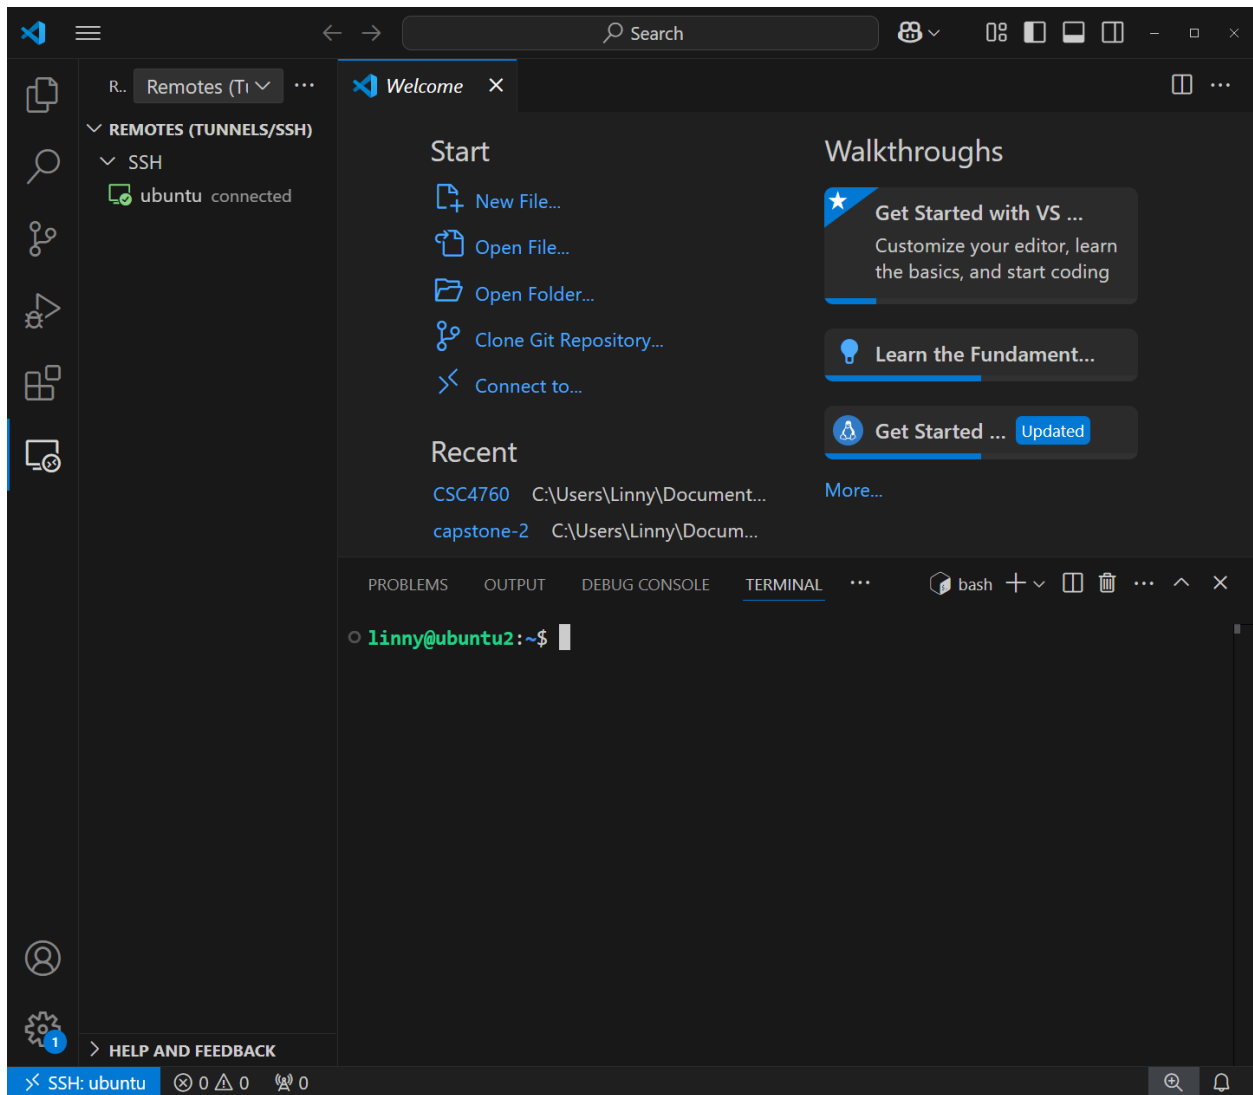 Search
R.. Remotes (Tu
Welcome
REMOTES (TUNNELS/SSH)
SSH
ubuntu connected
Start
New File...
Open File...
Open Folder...
Clone Git Repository...
Connect to...
Recent
CSC4760 C:\Users\Linny\Document...
capstone-2 C:\Users\Linny\Docum...
Walkthroughs
Get Started with VS ...
Customize your editor, learn
the basics, and start coding
Learn the Fundament...
Get Started ... Updated
More...
PROBLEMS OUTPUT DEBUG CONSOLE TERMINAL ... bash
linny@ubuntu2:~$
1
HELP AND FEEDBACK
SSH: ubuntu 0 0 0